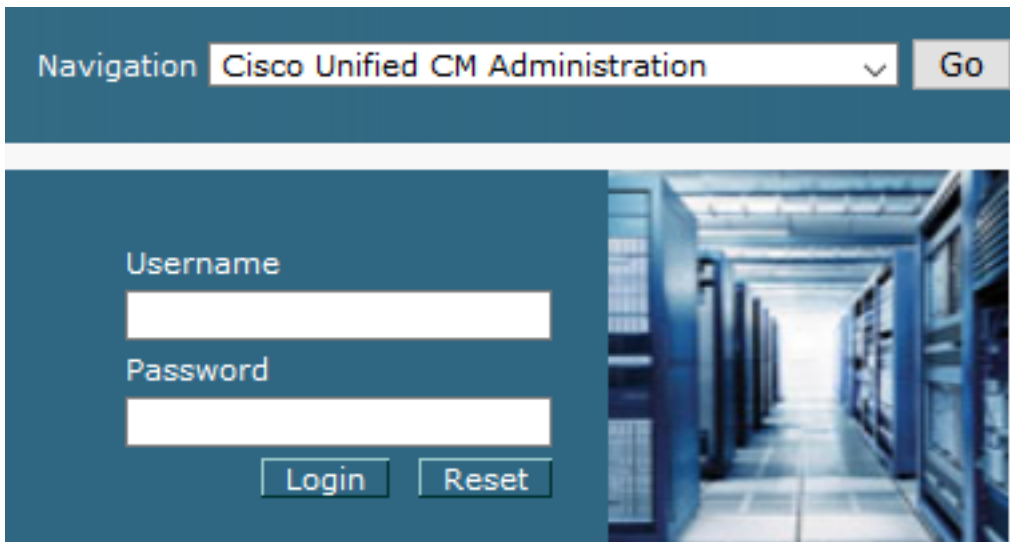 Navigation Cisco Unified CM Administration Go
Username
Password
Login Reset